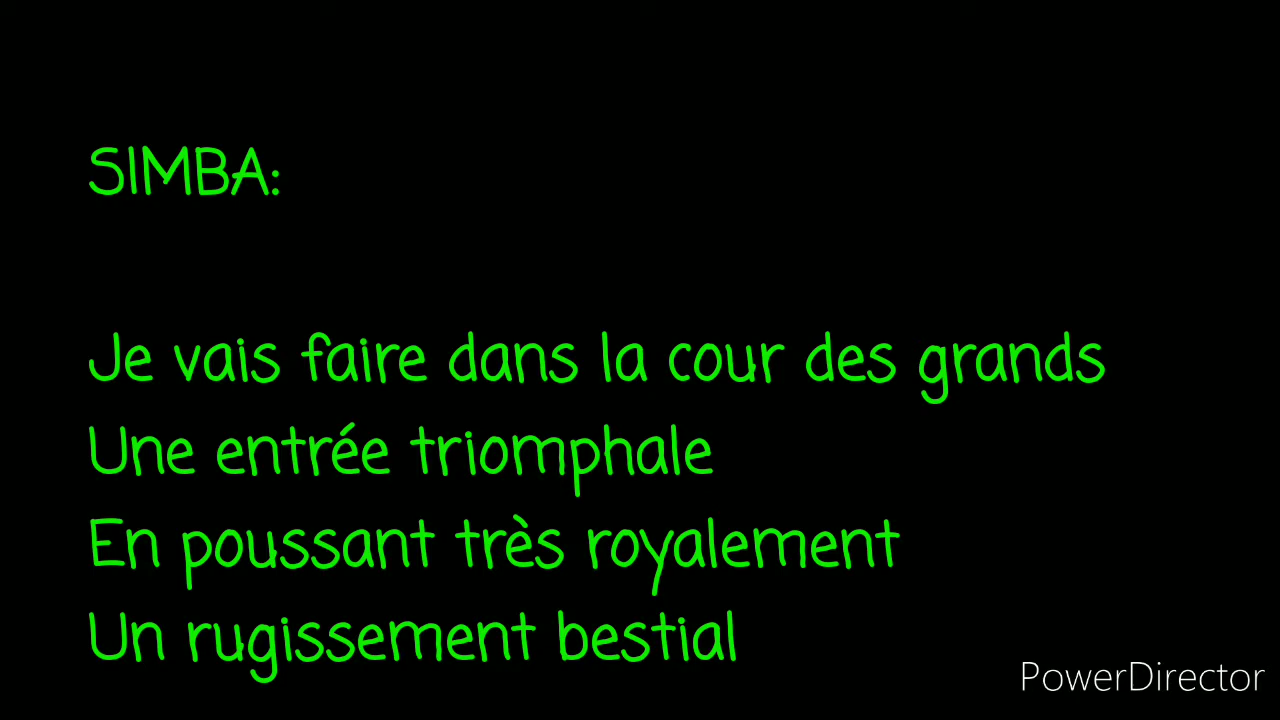 SIMBA:
Je vais faire dans la cour des grands
Une entrée triomphale
En poussant très royalement
Un rugissement bestial
PowerDirector